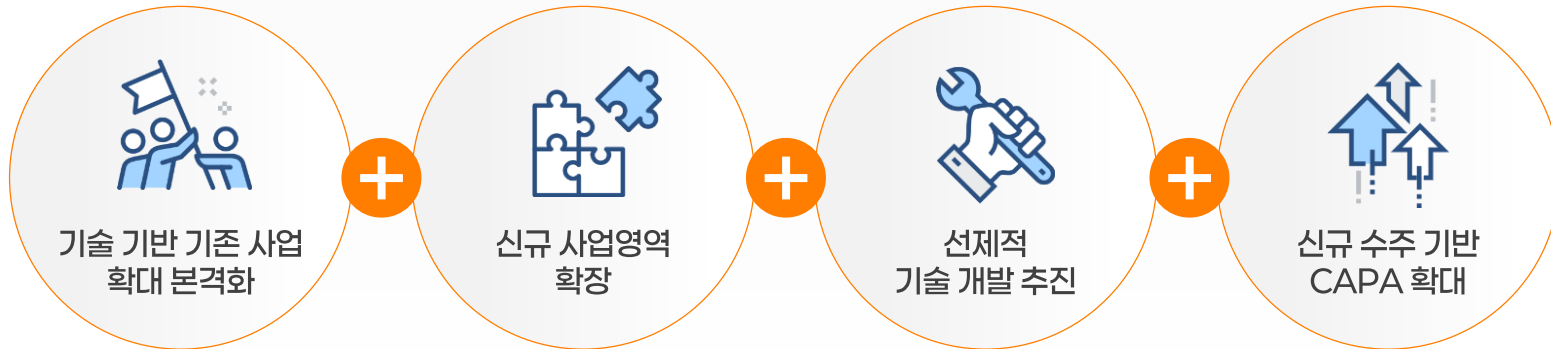 기술 기반 기존 사업
확대 본격화
신규 사업영역
확장
선제적
기술 개발 추진
신규 수주 기반
CAPA 확대